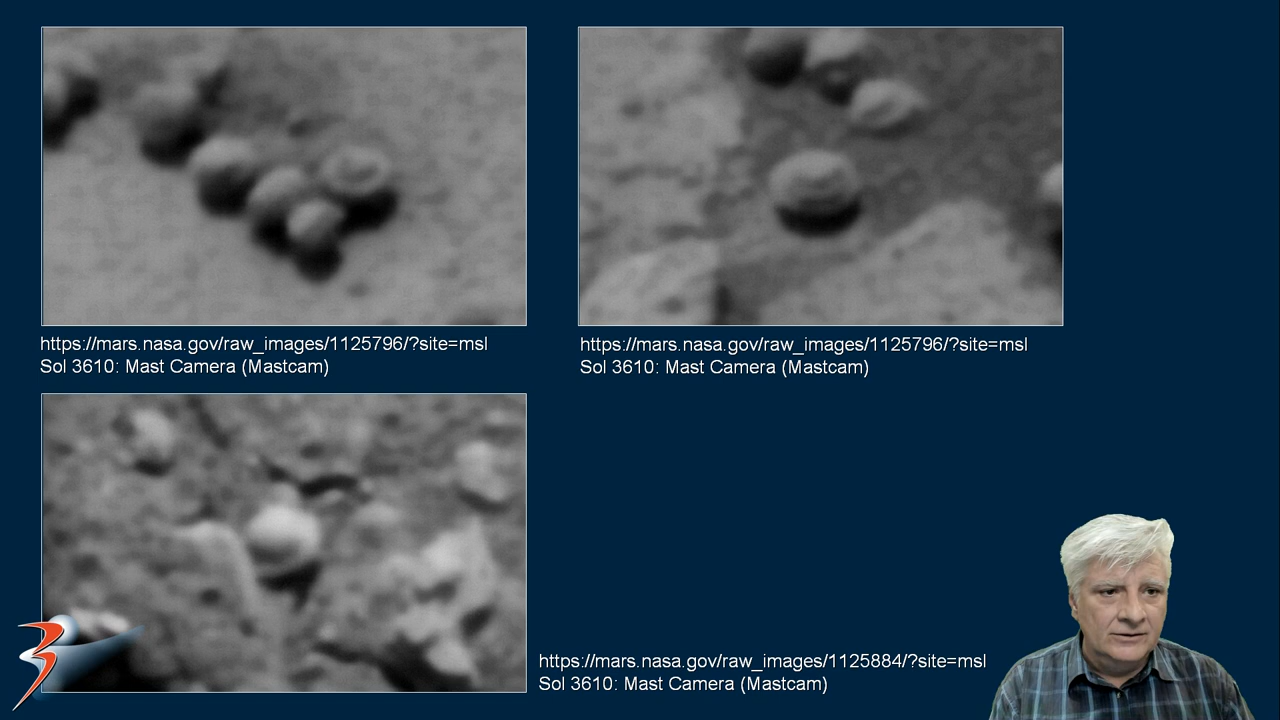 https://mars.nasa.gov/raw_images/1125796/?site=msl
Sol 3610: Mast Camera (Mastcam)
https://mars.nasa.gov/raw_images/1125796/?site=msl
Sol 3610: Mast Camera (Mastcam)
https://mars.nasa.gov/raw_images/1125884/?site=msl
Sol 3610: Mast Camera (Mastcam)